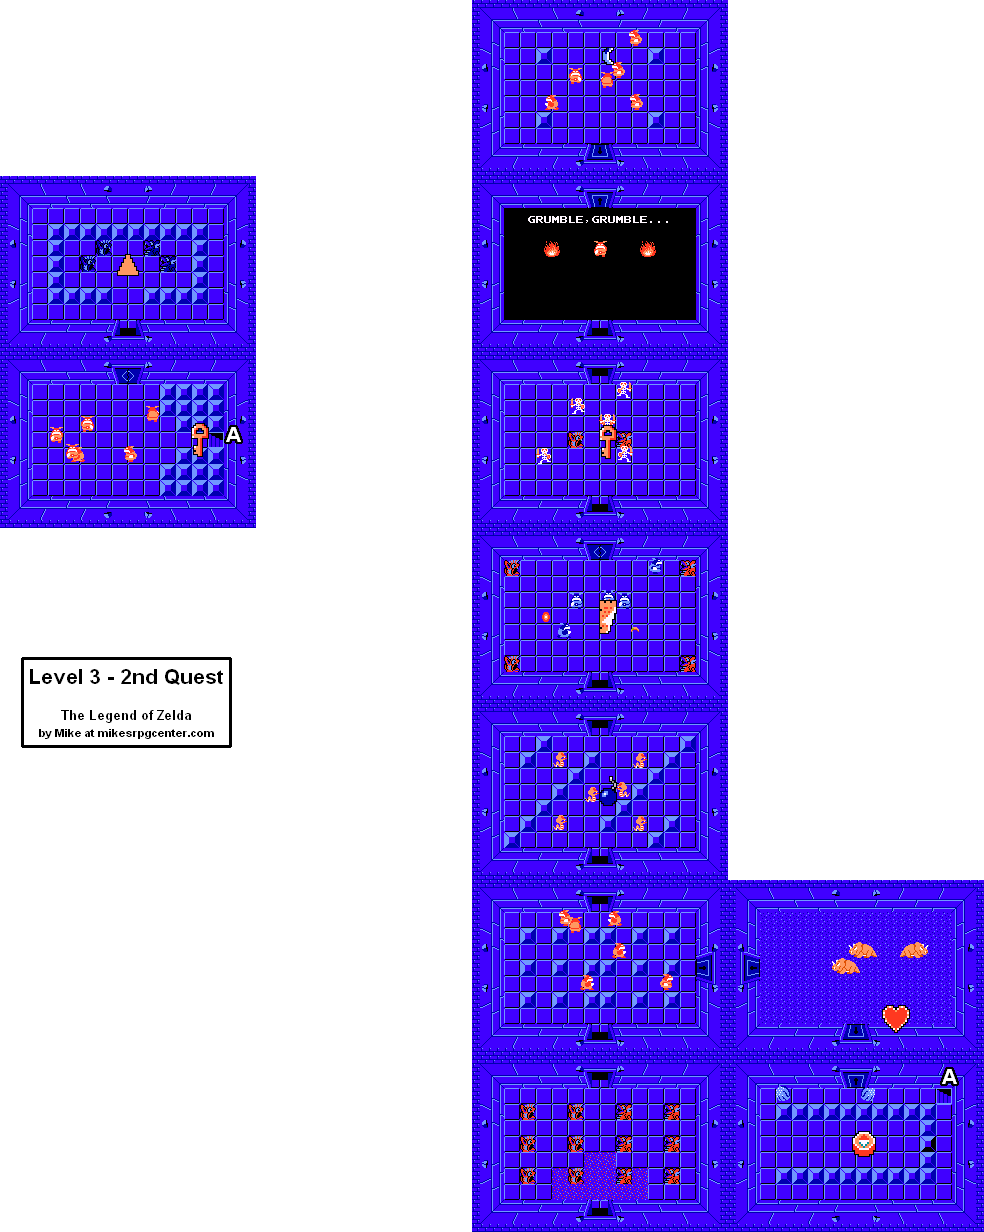 GRUMBLE,GRUMBLE...
A
Level 3 - 2nd Quest
The Legend of Zelda
by Mike at mikesrpgcenter.com
A